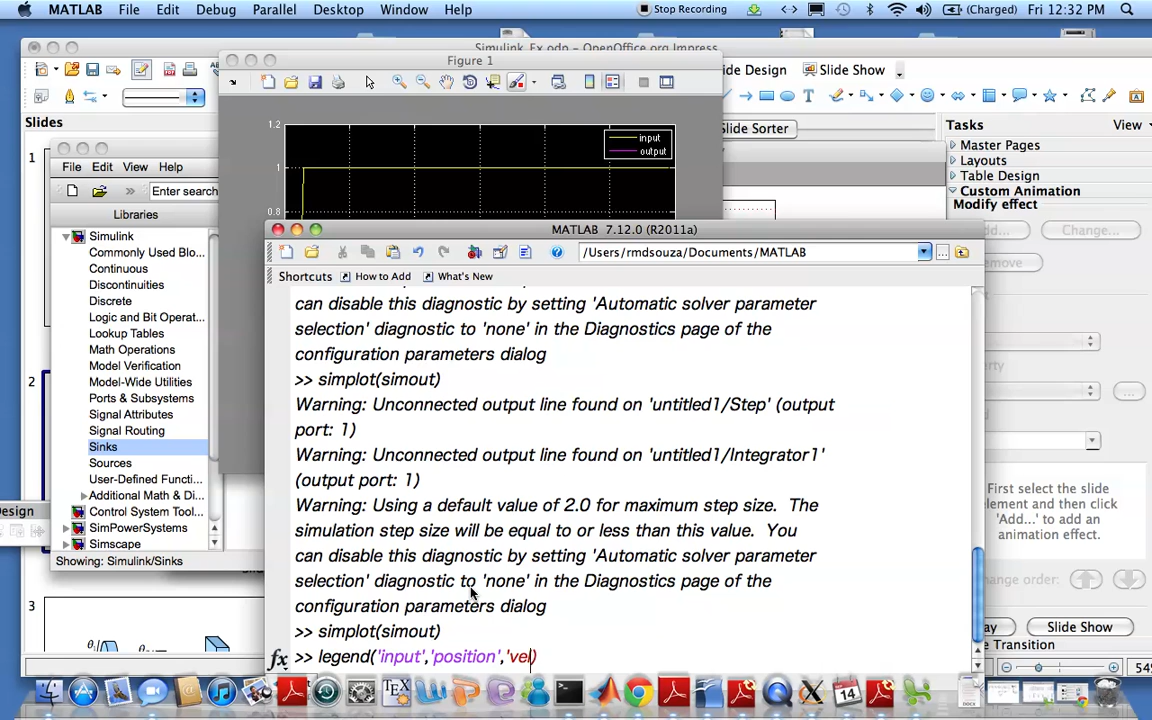 MATLAB File Edit Debug Parallel Desktop Window Help
Stop Recording
(Charged) Fri 12:32 PM
Simulink_Ex.odp - OpenOffice.org Impress
Figure 1
Slide Design
Slide Show
Slides
Slide Sorter
Tasks
View
Master Pages
Layouts
Table Design
Custom Animation
Modify effect
Change...
1
2
3
File Edit View Help
Enter search
Libraries
Simulink
Commonly Used Blo...
Continuous
Discontinuities
Discrete
Logic and Bit Operat...
Lookup Tables
Math Operations
Model Verification
Model-Wide Utilities
Ports & Subsystems
Signal Attributes
Signal Routing
Sinks
Sources
User-Defined Functi...
Additional Math & Di...
Control System Tool...
SimPowerSystems
Simscape
Showing: Simulink/Sinks
1.2
1
0.8
input
output
MATLAB 7.12.0 (R2011a)
/Users/rmdsouza/Documents/MATLAB
Shortcuts How to Add What's New
can disable this diagnostic by setting 'Automatic solver parameter
selection' diagnostic to 'none' in the Diagnostics page of the
configuration parameters dialog
>> simplot(simout)
Warning: Unconnected output line found on 'untitled1/Step' (output
port: 1)
Warning: Unconnected output line found on 'untitled1/Integrator1'
(output port: 1)
Warning: Using a default value of 2.0 for maximum step size. The
simulation step size will be equal to or less than this value. You
can disable this diagnostic by setting 'Automatic solver parameter
selection' diagnostic to 'none' in the Diagnostics page of the
configuration parameters dialog
>> simplot(simout)
fx >> legend('input','position','vel)
First select the slide
element and then click
'Add...' to add an
animation effect.
Slide Show
Transition